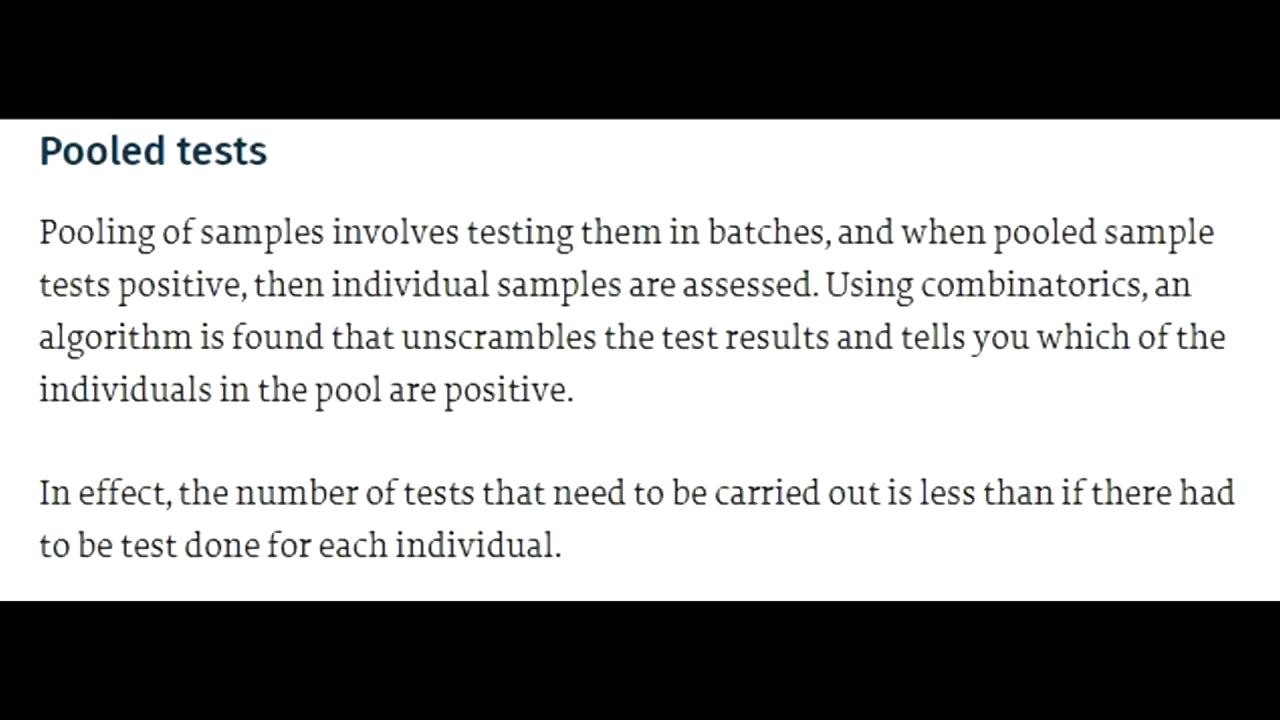 Pooled tests
Pooling of samples involves testing them in batches, and when pooled sample
tests positive, then individual samples are assessed. Using combinatorics, an
algorithm is found that unscrambles the test results and tells you which of the
individuals in the pool are positive.
In effect, the number of tests that need to be carried out is less than if there had
to be test done for each individual.